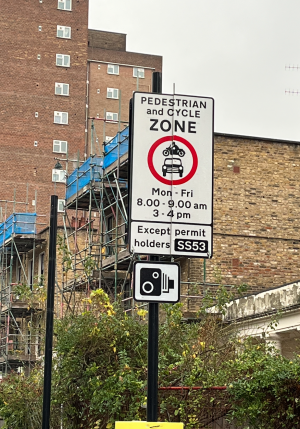 PEDESTRIAN
and CYCLE
ZONE
Mon - Fri
8.00 - 9.00 am
3 - 4 pm
Except permit
holders SS53